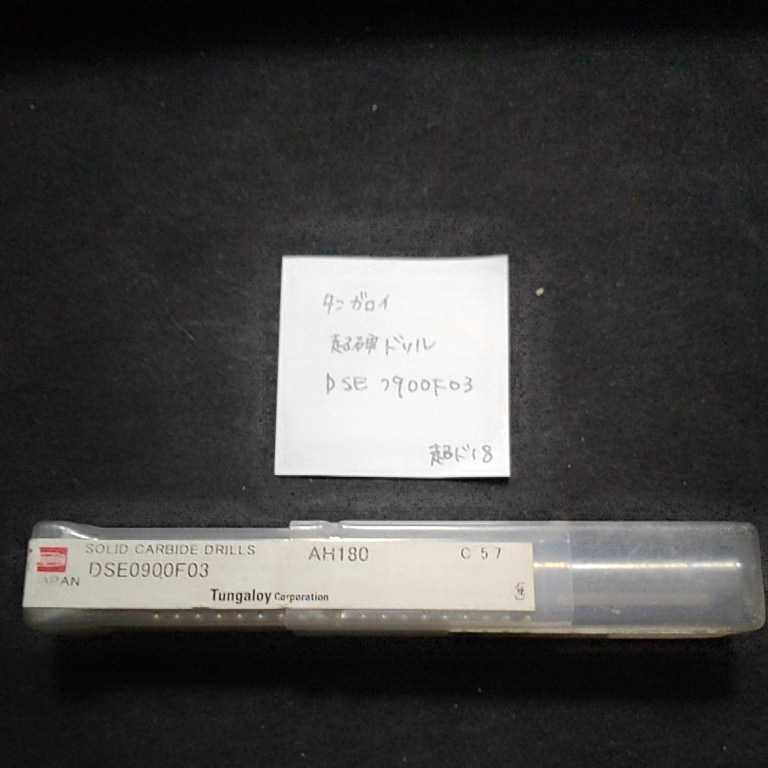 タンガロイ
超硬ドリル
DSE 0900F03
超ド18
SOLID CARBIDE DRILLS
AH180
C 57
JAPAN
DSE0900F03
Tungaloy Corporation